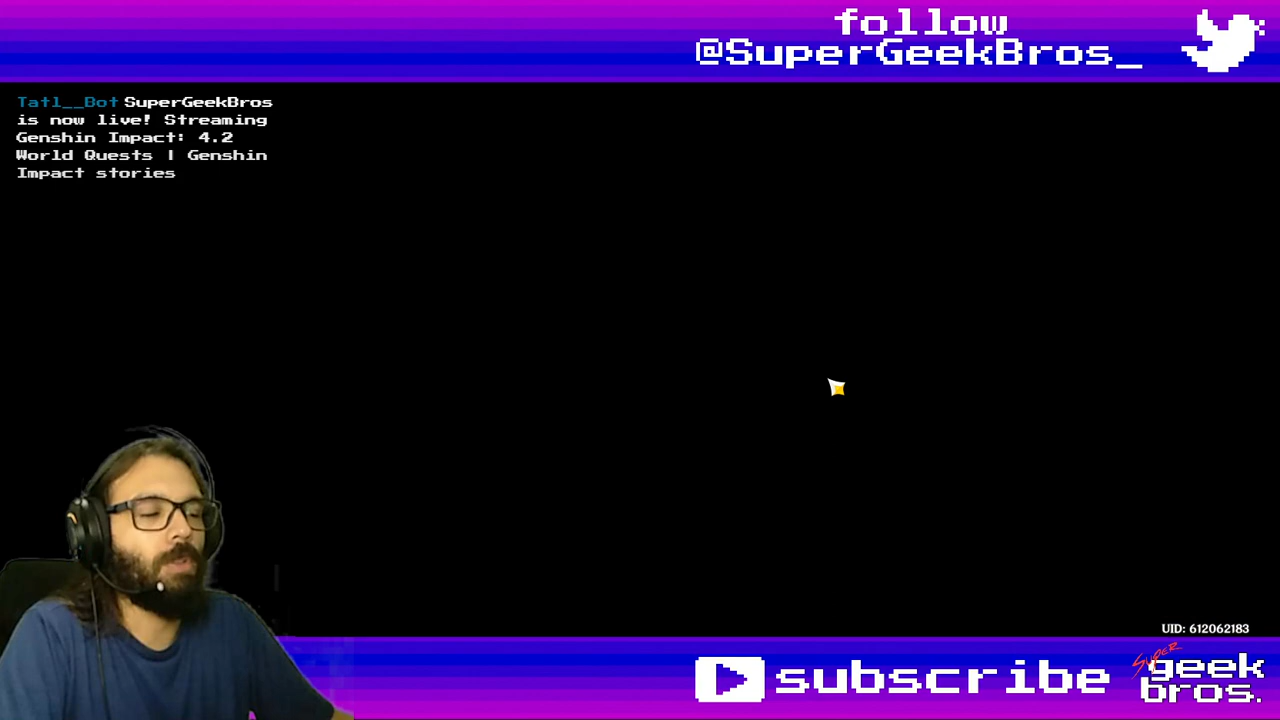 follow
@SuperGeekBros_
Tatl__Bot SuperGeekBros
is now live! Streaming
Genshin Impact: 4.2
World Quests | Genshin
Impact stories
UID: 612062183
subscribe
Super
geek
bros.